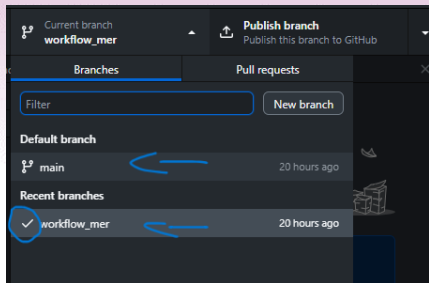 Current branch
workflow_mer
Publish branch
Publish this branch to GitHub
Branches
Pull requests
Filter
New branch
Default branch
main
20 hours ago
Recent branches
workflow_mer
20 hours ago